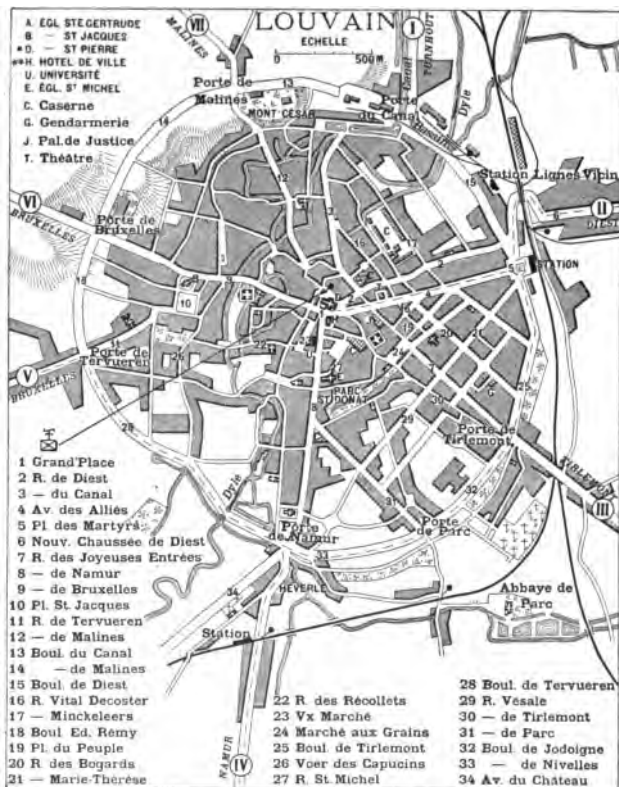 LOUVAIN
ECHELLE
0 500 M
A. EGL STE GERTRUDE
B — ST JACQUES
D. — ST PIERRE
H. HOTEL DE VILLE
U. UNIVERSITÉ
E. ÉGL. ST MICHEL
C. Caserne
G. Gendarmerie
J. Pal. de Justice
T. Théâtre
VII
MALINES
I
Canal
TURNHOUT
Dyle
Porte de
Malines
MONT CÉSAR
Porte
du Canal
Bassin
Station Lignes Vicin
II
DIEST
STATION
VI
BRUXELLES
Porte de
Bruxelles
Porte de
Tervueren
V
BRUXELLES
PARC
ST DONAT
Porte de
Tirlemont
TIRLEMONT
III
Porte
de Parc
Dyle
Porte
de Namur
HEVERLE
Abbaye de
Parc
Station
NAMUR
IV
1 Grand'Place
2 R. de Diest
3 — du Canal
4 Av. des Alliés
5 Pl. des Martyrs
6 Nouv. Chaussée de Diest
7 R. des Joyeuses Entrées
8 — de Namur
9 — de Bruxelles
10 Pl. St. Jacques
11 R. de Tervueren
12 — de Malines
13 Boul. du Canal
14 — de Malines
15 Boul. de Diest
16 R. Vital Decoster
17 — Minckeleers
18 Boul. Ed. Rémy
19 Pl. du Peuple
20 R. des Bogards
21 — Marie-Thérèse
22 R. des Récollets
23 Vx Marché
24 Marché aux Grains
25 Boul. de Tirlemont
26 Voer des Capucins
27 R. St. Michel
28 Boul. de Tervueren
29 R. Vésale
30 — de Tirlemont
31 — de Parc
32 Boul. de Jodoigne
33 — de Nivelles
34 Av. du Château